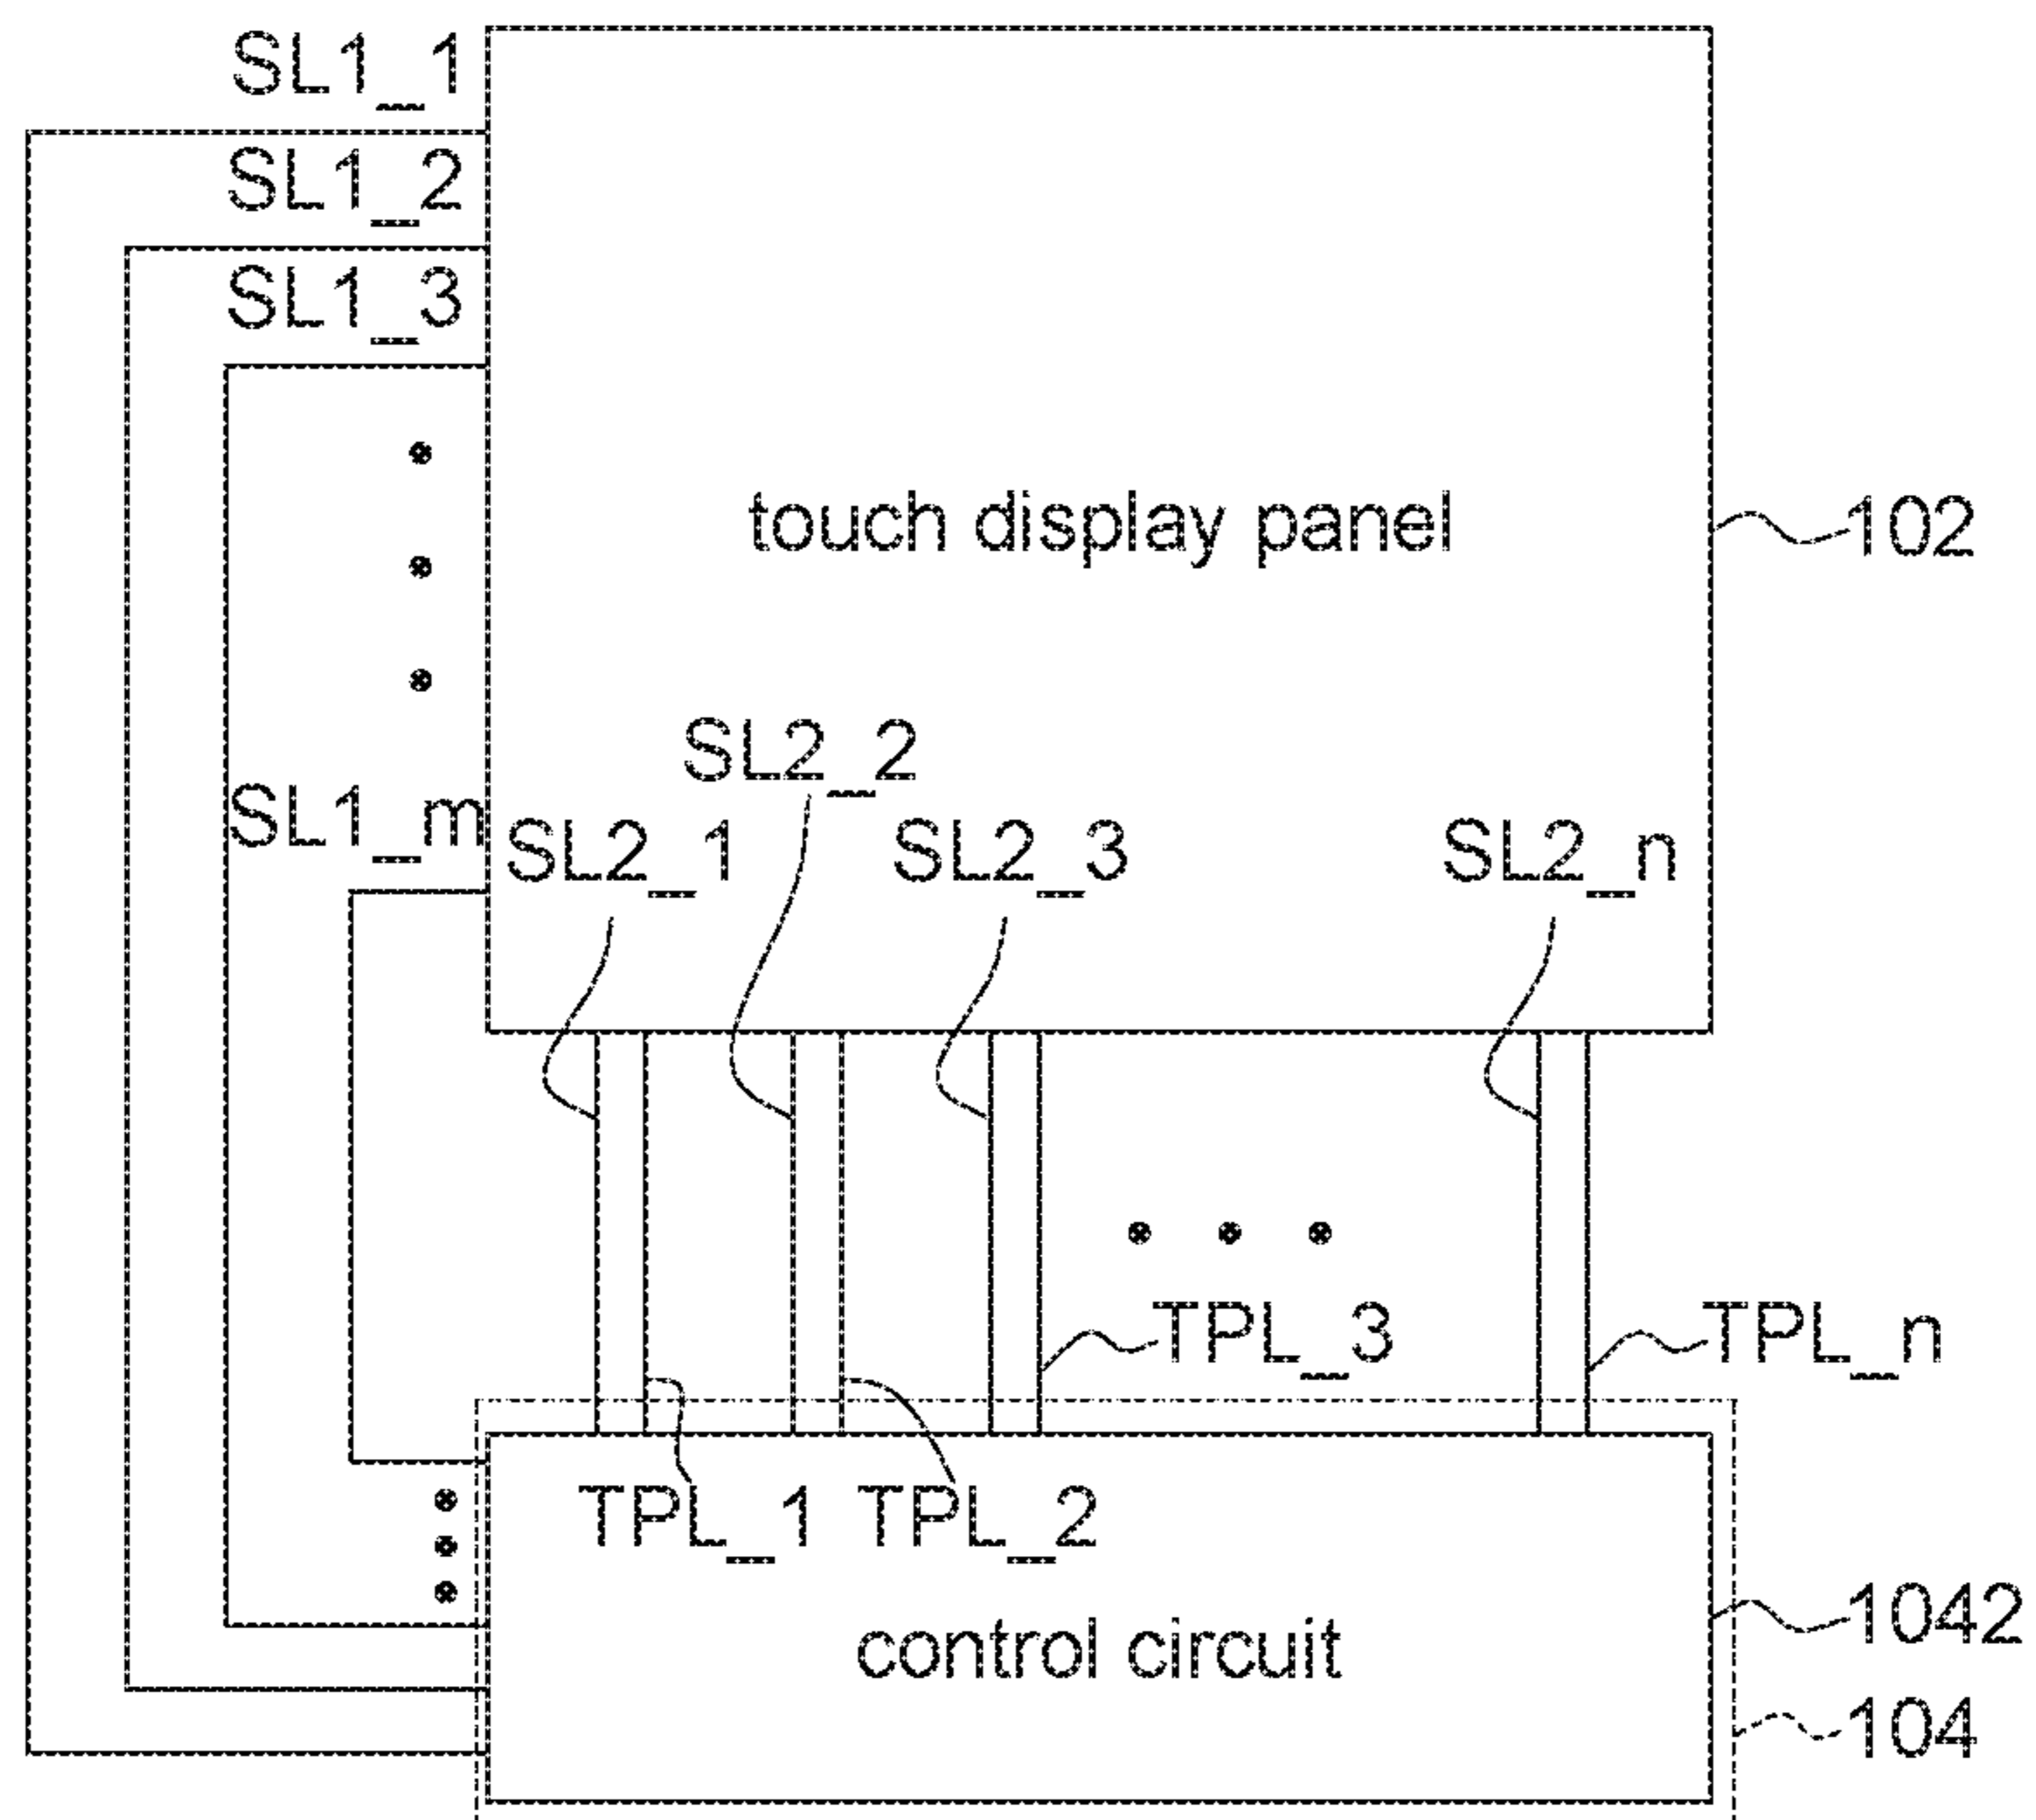 SL1_1
SL1_2
SL1_3
touch display panel
102
SL2_2
SL1_m
SL2_1
SL2_3
SL2_n
TPL_3
TPL_n
TPL_1
TPL_2
1042
control circuit
104